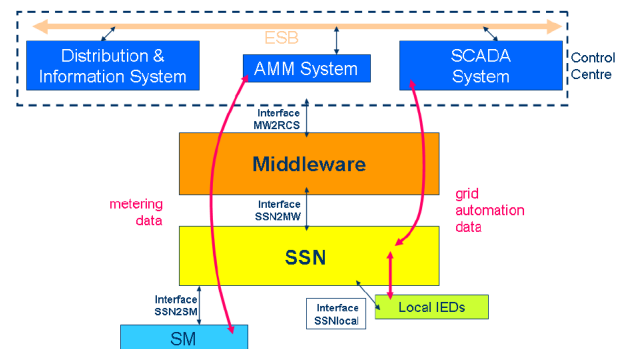 ESB
Distribution &
Information System
AMM System
SCADA
System
Control
Centre
Interface
MW2RCS
Middleware
metering
data
Interface
SSN2MW
grid
automation
data
SSN
Interface
SSN2SM
Interface
SSNlocal
Local IEDs
SM